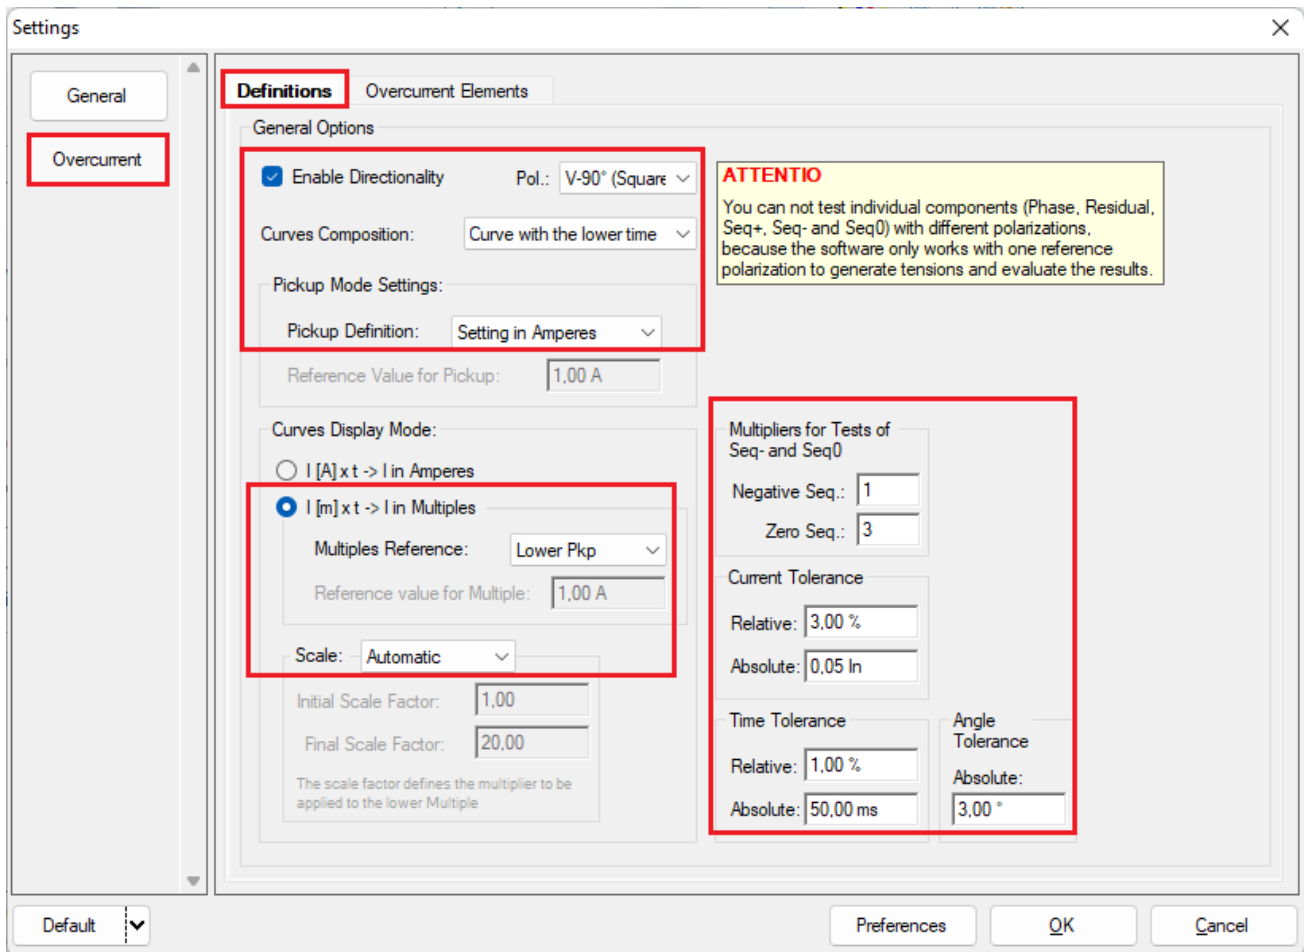 Settings
General
Overcurrent
Definitions
Overcurrent Elements
General Options
Enable Directionality
Pol.:
V-90° (Square
Curves Composition:
Curve with the lower time
ATTENTIO
You can not test individual components (Phase, Residual,
Seq+, Seq- and Seq0) with different polarizations,
because the software only works with one reference
polarization to generate tensions and evaluate the results.
Pickup Mode Settings:
Pickup Definition:
Setting in Amperes
Reference Value for Pickup:
1,00 A
Curves Display Mode:
I [A] x t -> I in Amperes
I [m] x t -> I in Multiples
Multiples Reference:
Lower Pkp
Reference value for Multiple:
1,00 A
Scale:
Automatic
Initial Scale Factor:
1,00
Final Scale Factor:
20,00
The scale factor defines the multiplier to be
applied to the lower Multiple
Multipliers for Tests of
Seq- and Seq0
Negative Seq.:
1
Zero Seq.:
3
Current Tolerance
Relative:
3,00 %
Absolute:
0,05 In
Time Tolerance
Relative:
1,00 %
Absolute:
50,00 ms
Angle
Tolerance
Absolute:
3,00 °
Default
Preferences
OK
Cancel